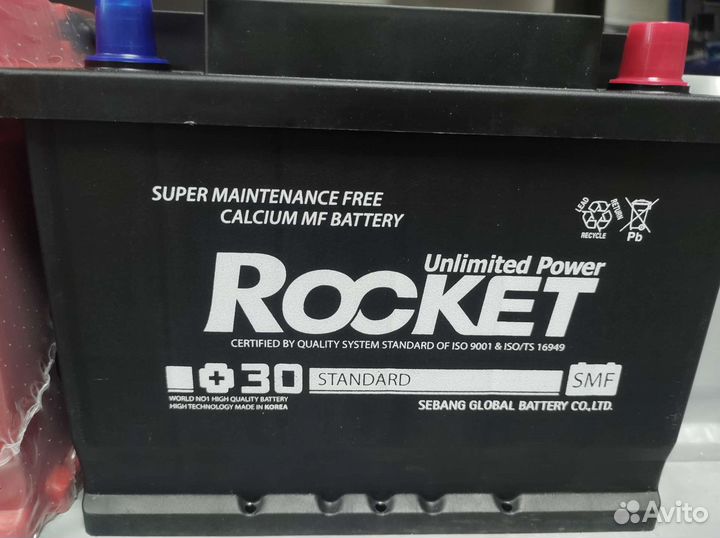 SUPER MAINTENANCE FREE
CALCIUM MF BATTERY
LEAD
RETURN
RECYCLE
Pb
Unlimited Power
ROCKET
CERTIFIED BY QUALITY SYSTEM STANDARD OF ISO 9001 & ISO/TS 16949
+30 STANDARD SMF
WORLD NO1 HIGH QUALITY BATTERY
HIGH TECHNOLOGY MADE IN KOREA
SEBANG GLOBAL BATTERY CO.,LTD.
Avito